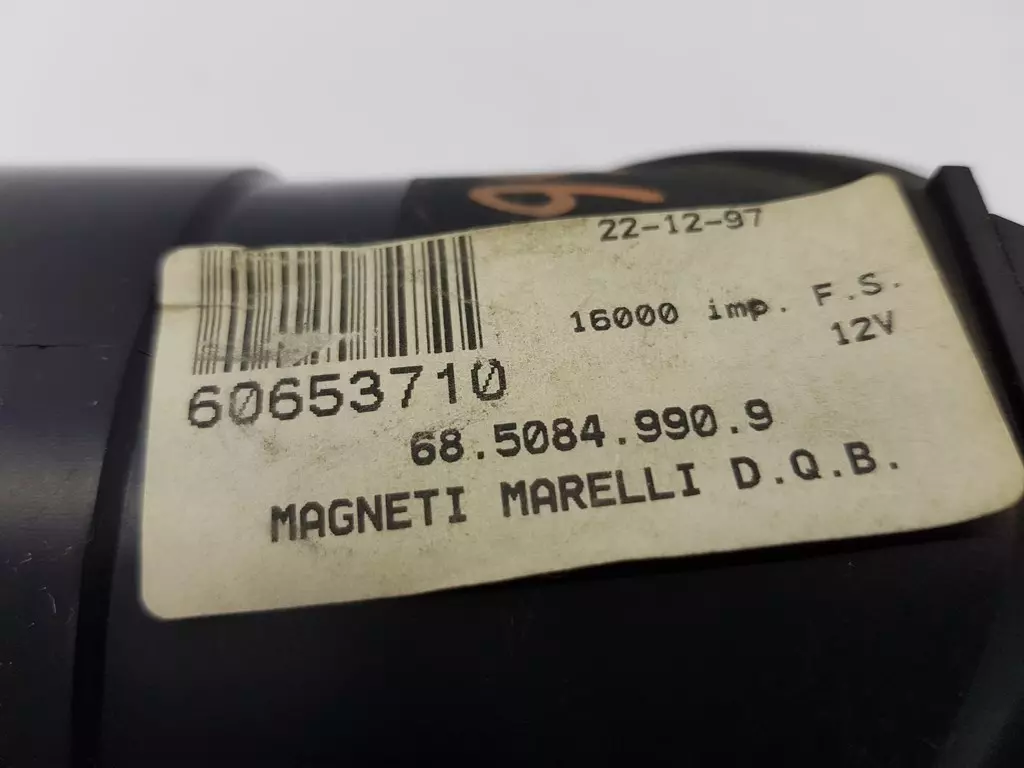 22-12-97
16000 imp. F.S.
12V
60653710
68.5084.990.9
MAGNETI MARELLI D.Q.B.